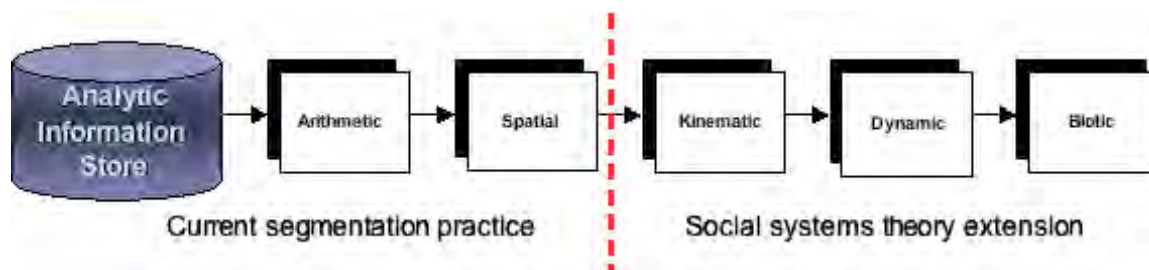 Analytic
Information
Store
Arithmetic
Spatial
Kinematic
Dynamic
Biotic
Current segmentation practice
Social systems theory extension